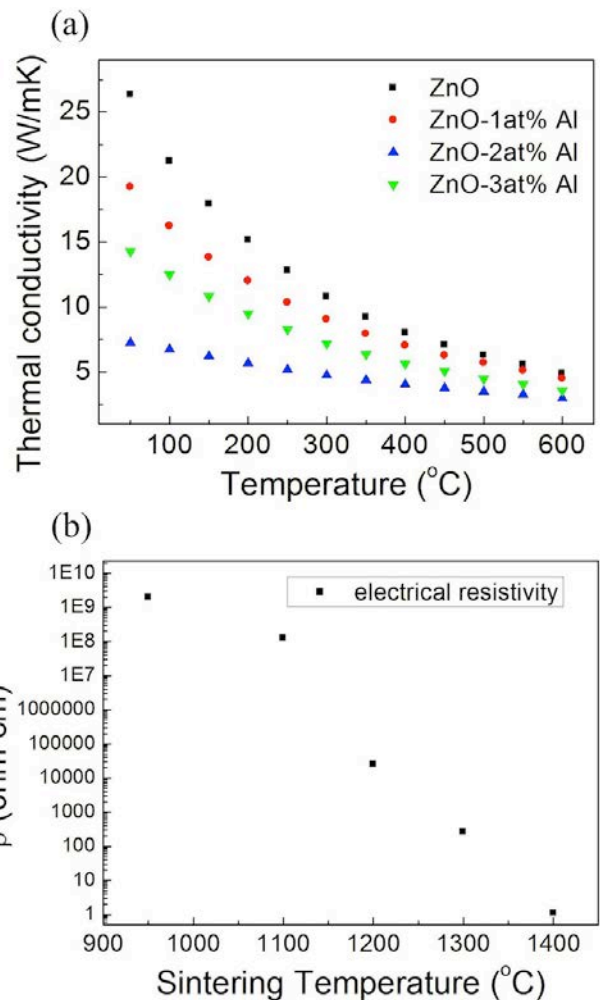 (a)
Thermal conductivity (W/mK)
25
20
15
10
5
ZnO
ZnO-1at% Al
ZnO-2at% Al
ZnO-3at% Al
100
200
300
400
500
600
Temperature (°C)
(b)
1E10
1E9
1E8
1E7
1000000
100000
10000
1000
100
10
1
electrical resistivity
900
1000
1100
1200
1300
1400
Sintering Temperature (°C)